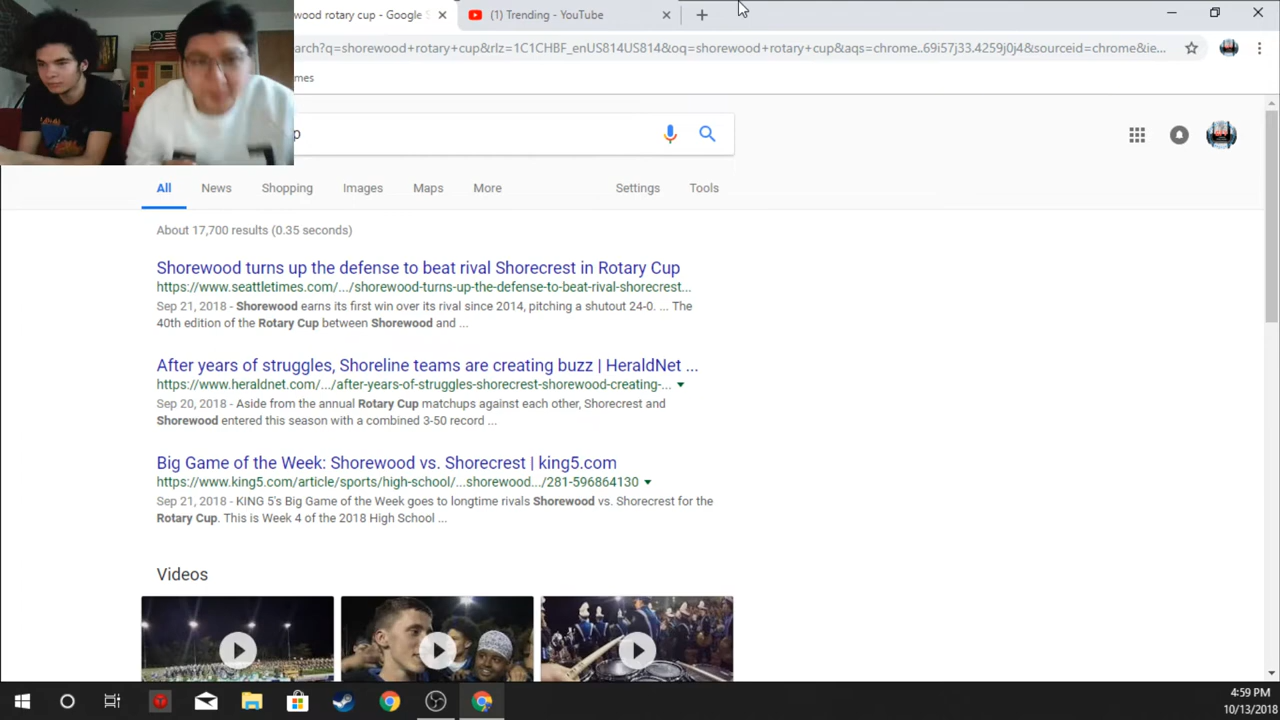 wood rotary cup - Google S
(1) Trending - YouTube
earch?q=shorewood+rotary+cup&rlz=1C1CHBF_enUS814US814&oq=shorewood+rotary+cup&aqs=chrome..69i57j33.4259j0j4&sourceid=chrome&ie...
mes
p
All News Shopping Images Maps More Settings Tools
About 17,700 results (0.35 seconds)
Shorewood turns up the defense to beat rival Shorecrest in Rotary Cup
https://www.seattletimes.com/.../shorewood-turns-up-the-defense-to-beat-rival-shorecrest...
Sep 21, 2018 - Shorewood earns its first win over its rival since 2014, pitching a shutout 24-0. ... The
40th edition of the Rotary Cup between Shorewood and ...
After years of struggles, Shoreline teams are creating buzz | HeraldNet ...
https://www.heraldnet.com/.../after-years-of-struggles-shorecrest-shorewood-creating-...
Sep 20, 2018 - Aside from the annual Rotary Cup matchups against each other, Shorecrest and
Shorewood entered this season with a combined 3-50 record ...
Big Game of the Week: Shorewood vs. Shorecrest | king5.com
https://www.king5.com/article/sports/high-school/...shorewood.../281-596864130
Sep 21, 2018 - KING 5's Big Game of the Week goes to longtime rivals Shorewood vs. Shorecrest for the
Rotary Cup. This is Week 4 of the 2018 High School ...
Videos
4:59 PM
10/13/2018